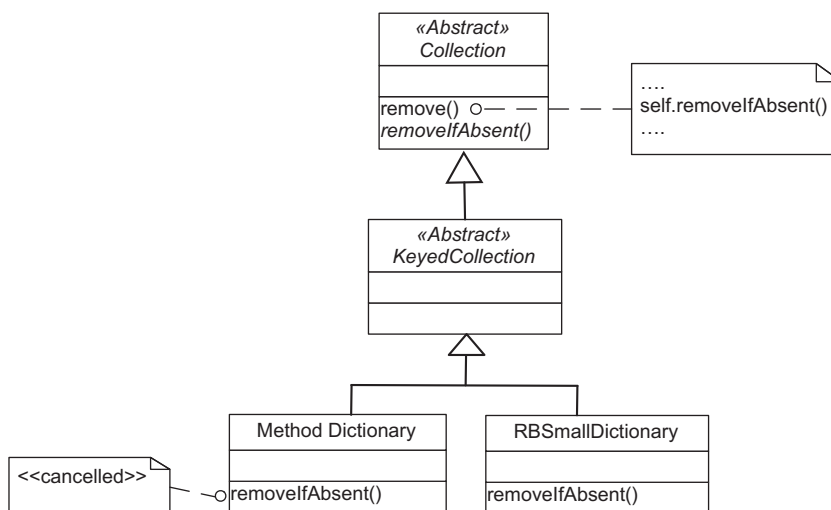 «Abstract»
Collection
remove()
removeIfAbsent()
....
self.removeIfAbsent()
....
«Abstract»
KeyedCollection
Method Dictionary
removeIfAbsent()
RBSmallDictionary
removeIfAbsent()
<<cancelled>>